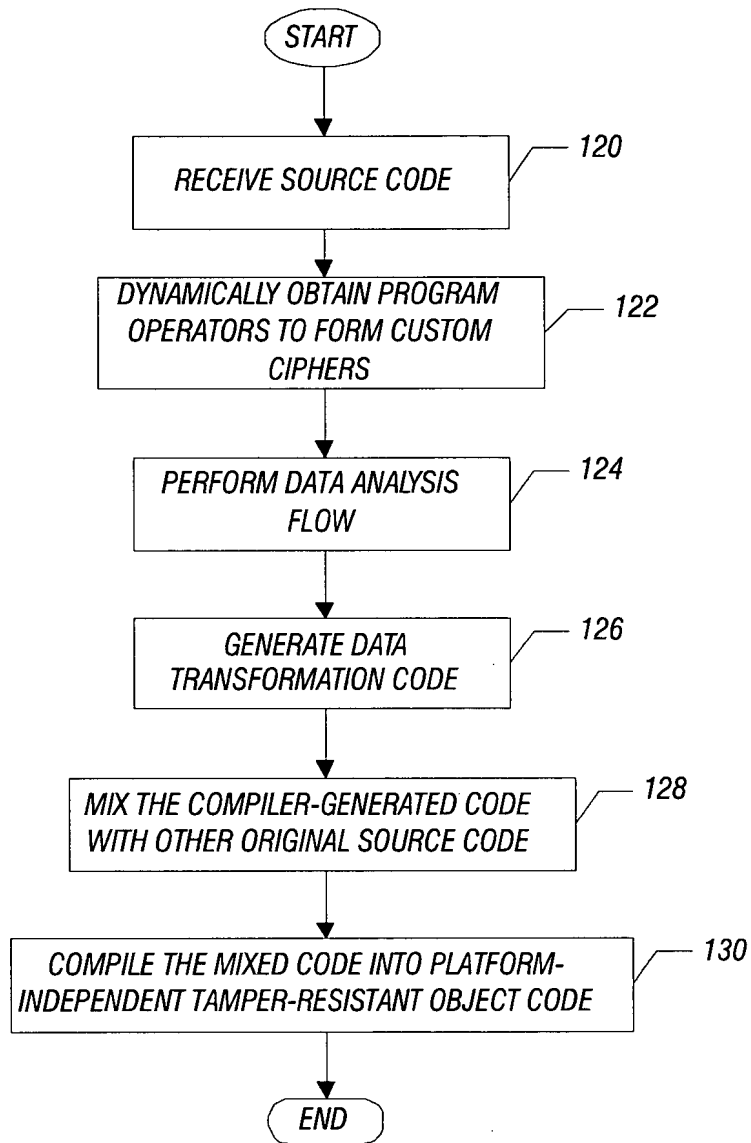 START
RECEIVE SOURCE CODE
120
DYNAMICALLY OBTAIN PROGRAM
OPERATORS TO FORM CUSTOM
CIPHERS
122
PERFORM DATA ANALYSIS
FLOW
124
GENERATE DATA
TRANSFORMATION CODE
126
MIX THE COMPILER-GENERATED CODE
WITH OTHER ORIGINAL SOURCE CODE
128
COMPILE THE MIXED CODE INTO PLATFORM-
INDEPENDENT TAMPER-RESISTANT OBJECT CODE
130
END